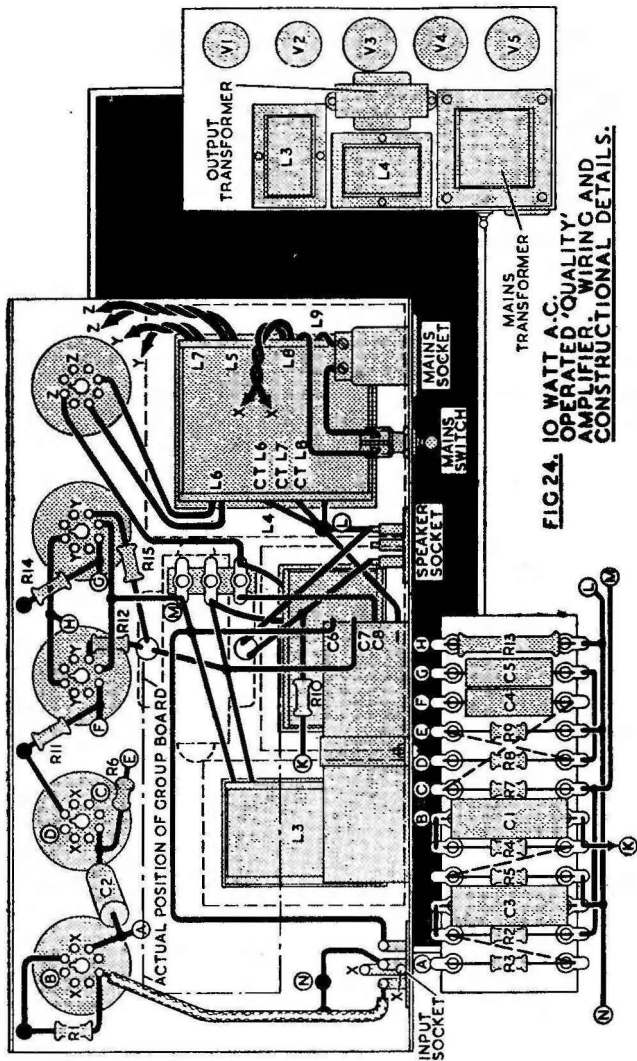 V1
V2
V3
V4
V5
OUTPUT
TRANSFORMER
L3
L4
MAINS
TRANSFORMER
FIG 24. 10 WATT A.C.
OPERATED 'QUALITY'
AMPLIFIER. WIRING AND
CONSTRUCTIONAL DETAILS.
Z
Z
Y
Y
L7
L5
X
X
L8
L9
L6
CT L6
CT L7
CT L8
L4
L
MAINS
SOCKET
MAINS
SWITCH
SPEAKER
SOCKET
Z
Z
Y
Y
G
R14
R15
H
R12
Y
Y
F
R11
M
C6
C7
C8
R10
K
D
X
X
C
R6
E
C2
ACTUAL POSITION OF GROUP BOARD
L3
B
X
X
A
R1
N
X
X
INPUT
SOCKET
A
B
C
D
E
F
G
H
R3
R2
C3
R5
R4
C1
R7
R8
R9
C4
C5
R13
N
K
L
M